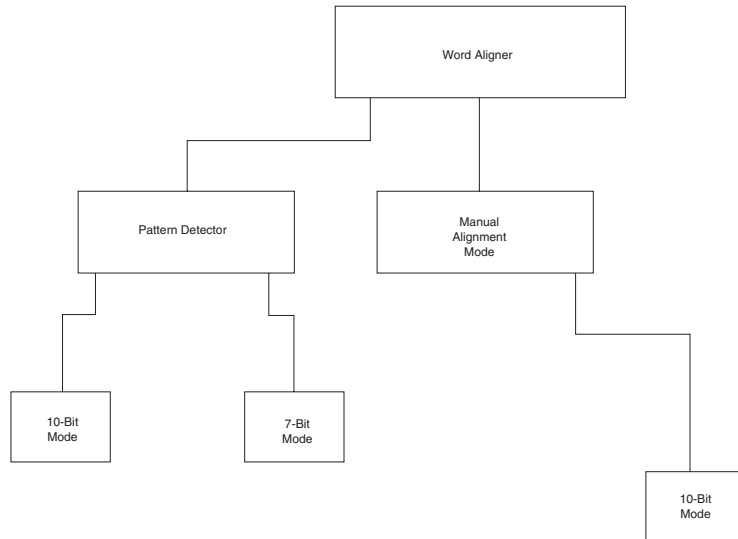 Word Aligner
Pattern Detector
Manual
Alignment
Mode
10-Bit
Mode
7-Bit
Mode
10-Bit
Mode